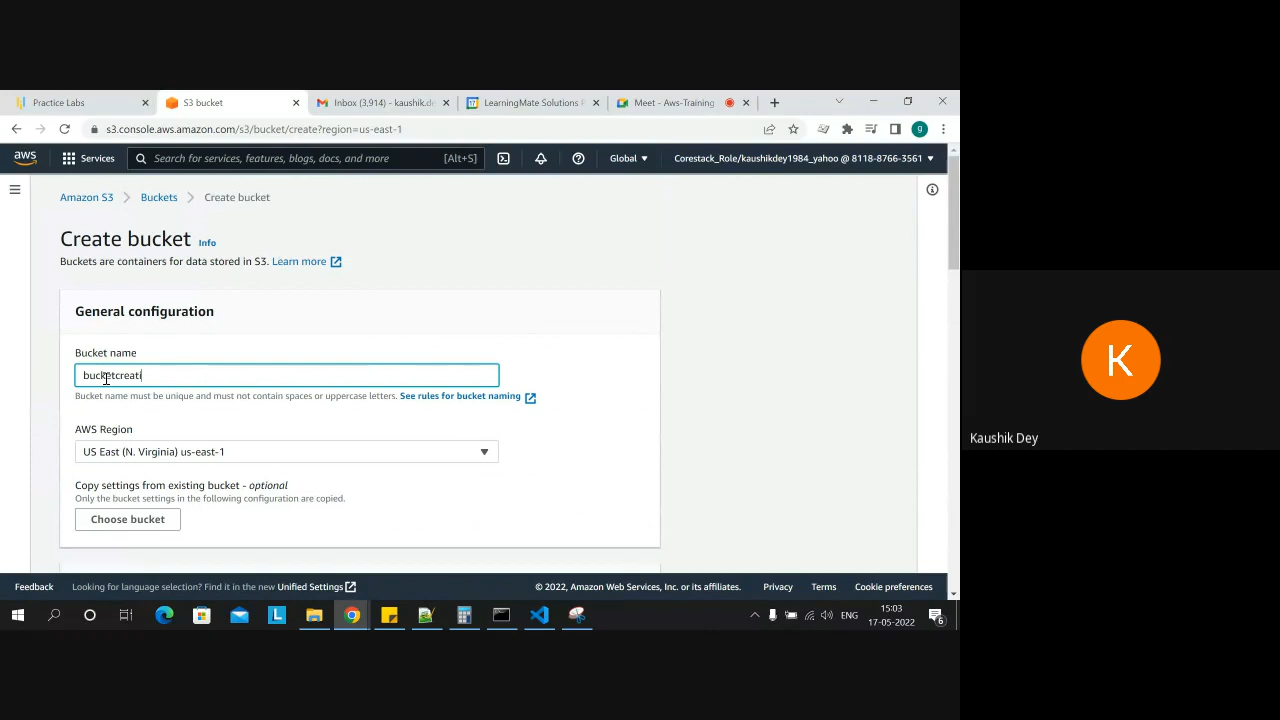 Practice Labs
S3 bucket
Inbox (3,914) - kaushik.de
LearningMate Solutions P
Meet - Aws-Training
s3.console.aws.amazon.com/s3/bucket/create?region=us-east-1
g
aws
Services
Search for services, features, blogs, docs, and more
[Alt+S]
Global
Corestack_Role/kaushikdey1984_yahoo @ 8118-8766-3561
Amazon S3
Buckets
Create bucket
Create bucket Info
Buckets are containers for data stored in S3. Learn more
General configuration
Bucket name
bucketcreati
Bucket name must be unique and must not contain spaces or uppercase letters. See rules for bucket naming
AWS Region
US East (N. Virginia) us-east-1
Copy settings from existing bucket - optional
Only the bucket settings in the following configuration are copied.
Choose bucket
K
Kaushik Dey
Feedback
Looking for language selection? Find it in the new Unified Settings
© 2022, Amazon Web Services, Inc. or its affiliates.
Privacy
Terms
Cookie preferences
L
ENG
15:03
17-05-2022
6